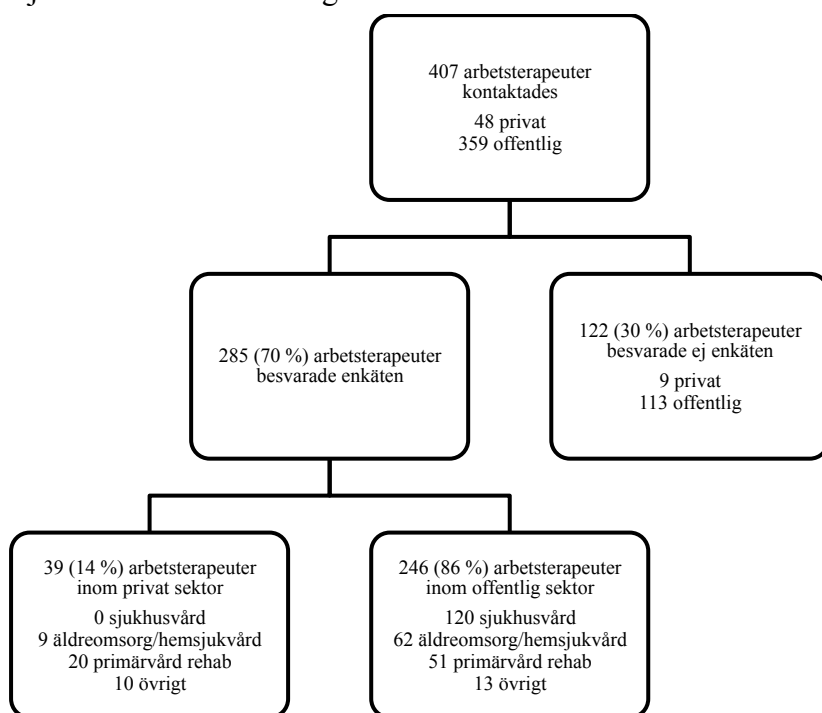 407 arbetsterapeuter
kontaktades
48 privat
359 offentlig
285 (70 %) arbetsterapeuter
besvarade enkäten
122 (30 %) arbetsterapeuter
besvarade ej enkäten
9 privat
113 offentlig
39 (14 %) arbetsterapeuter
inom privat sektor
0 sjukhusvård
9 äldreomsorg/hemsjukvård
20 primärvård rehab
10 övrigt
246 (86 %) arbetsterapeuter
inom offentlig sektor
120 sjukhusvård
62 äldreomsorg/hemsjukvård
51 primärvård rehab
13 övrigt